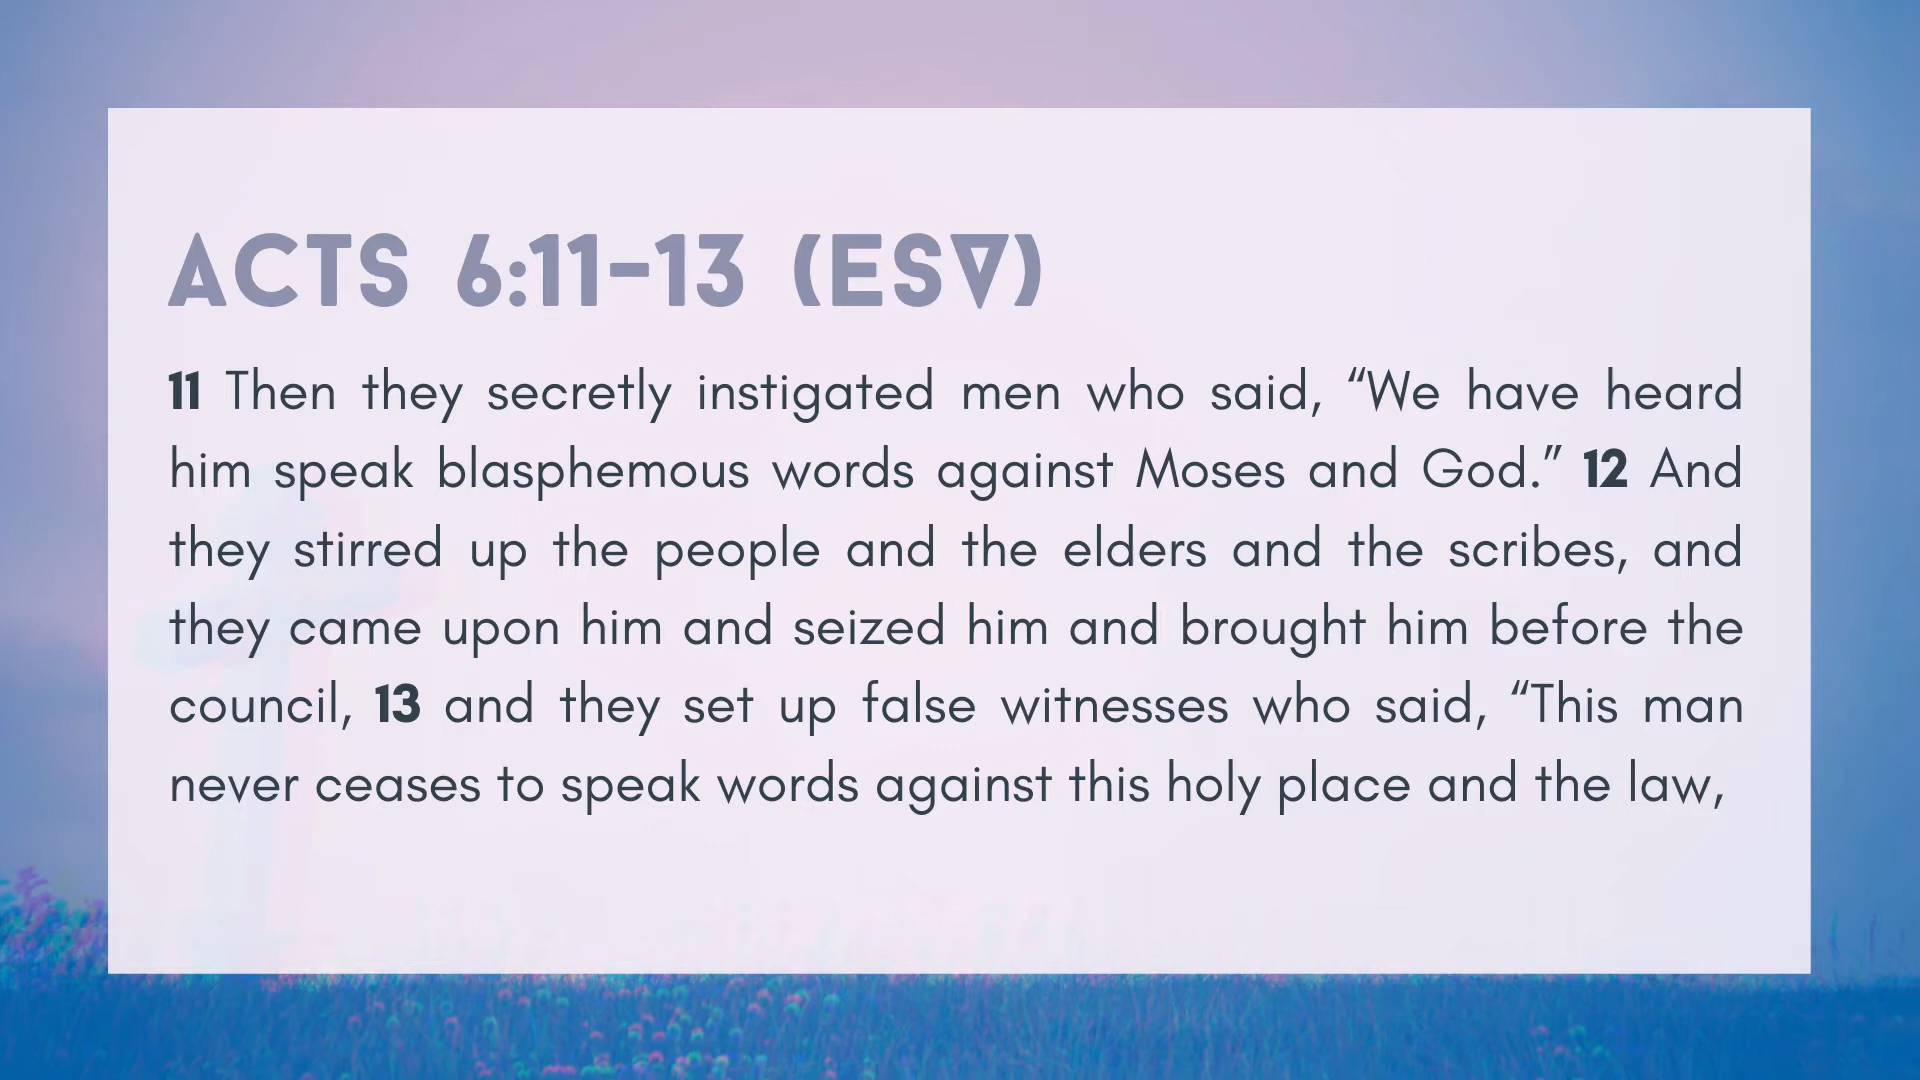 ACTS 6:11-13 (ESV)
11 Then they secretly instigated men who said, “We have heard
him speak blasphemous words against Moses and God.” 12 And
they stirred up the people and the elders and the scribes, and
they came upon him and seized him and brought him before the
council, 13 and they set up false witnesses who said, “This man
never ceases to speak words against this holy place and the law,